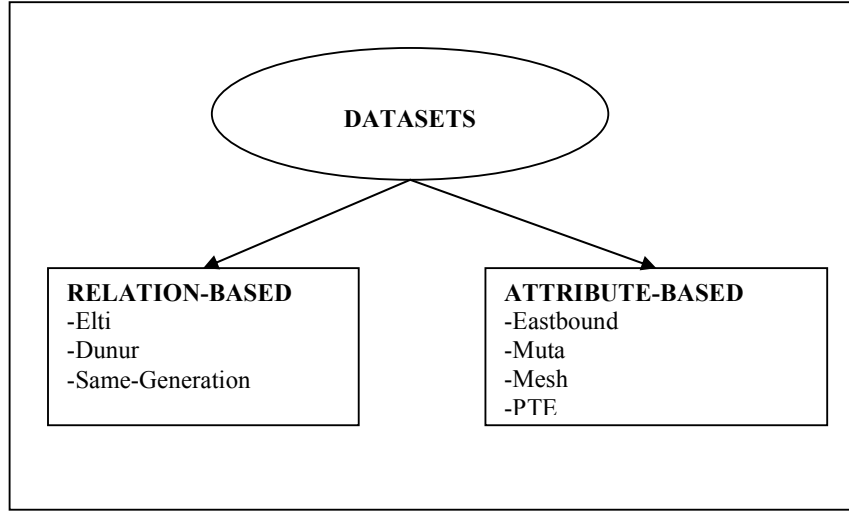 DATASETS
RELATION-BASED
-Elti
-Dunur
-Same-Generation
ATTRIBUTE-BASED
-Eastbound
-Muta
-Mesh
-PTE